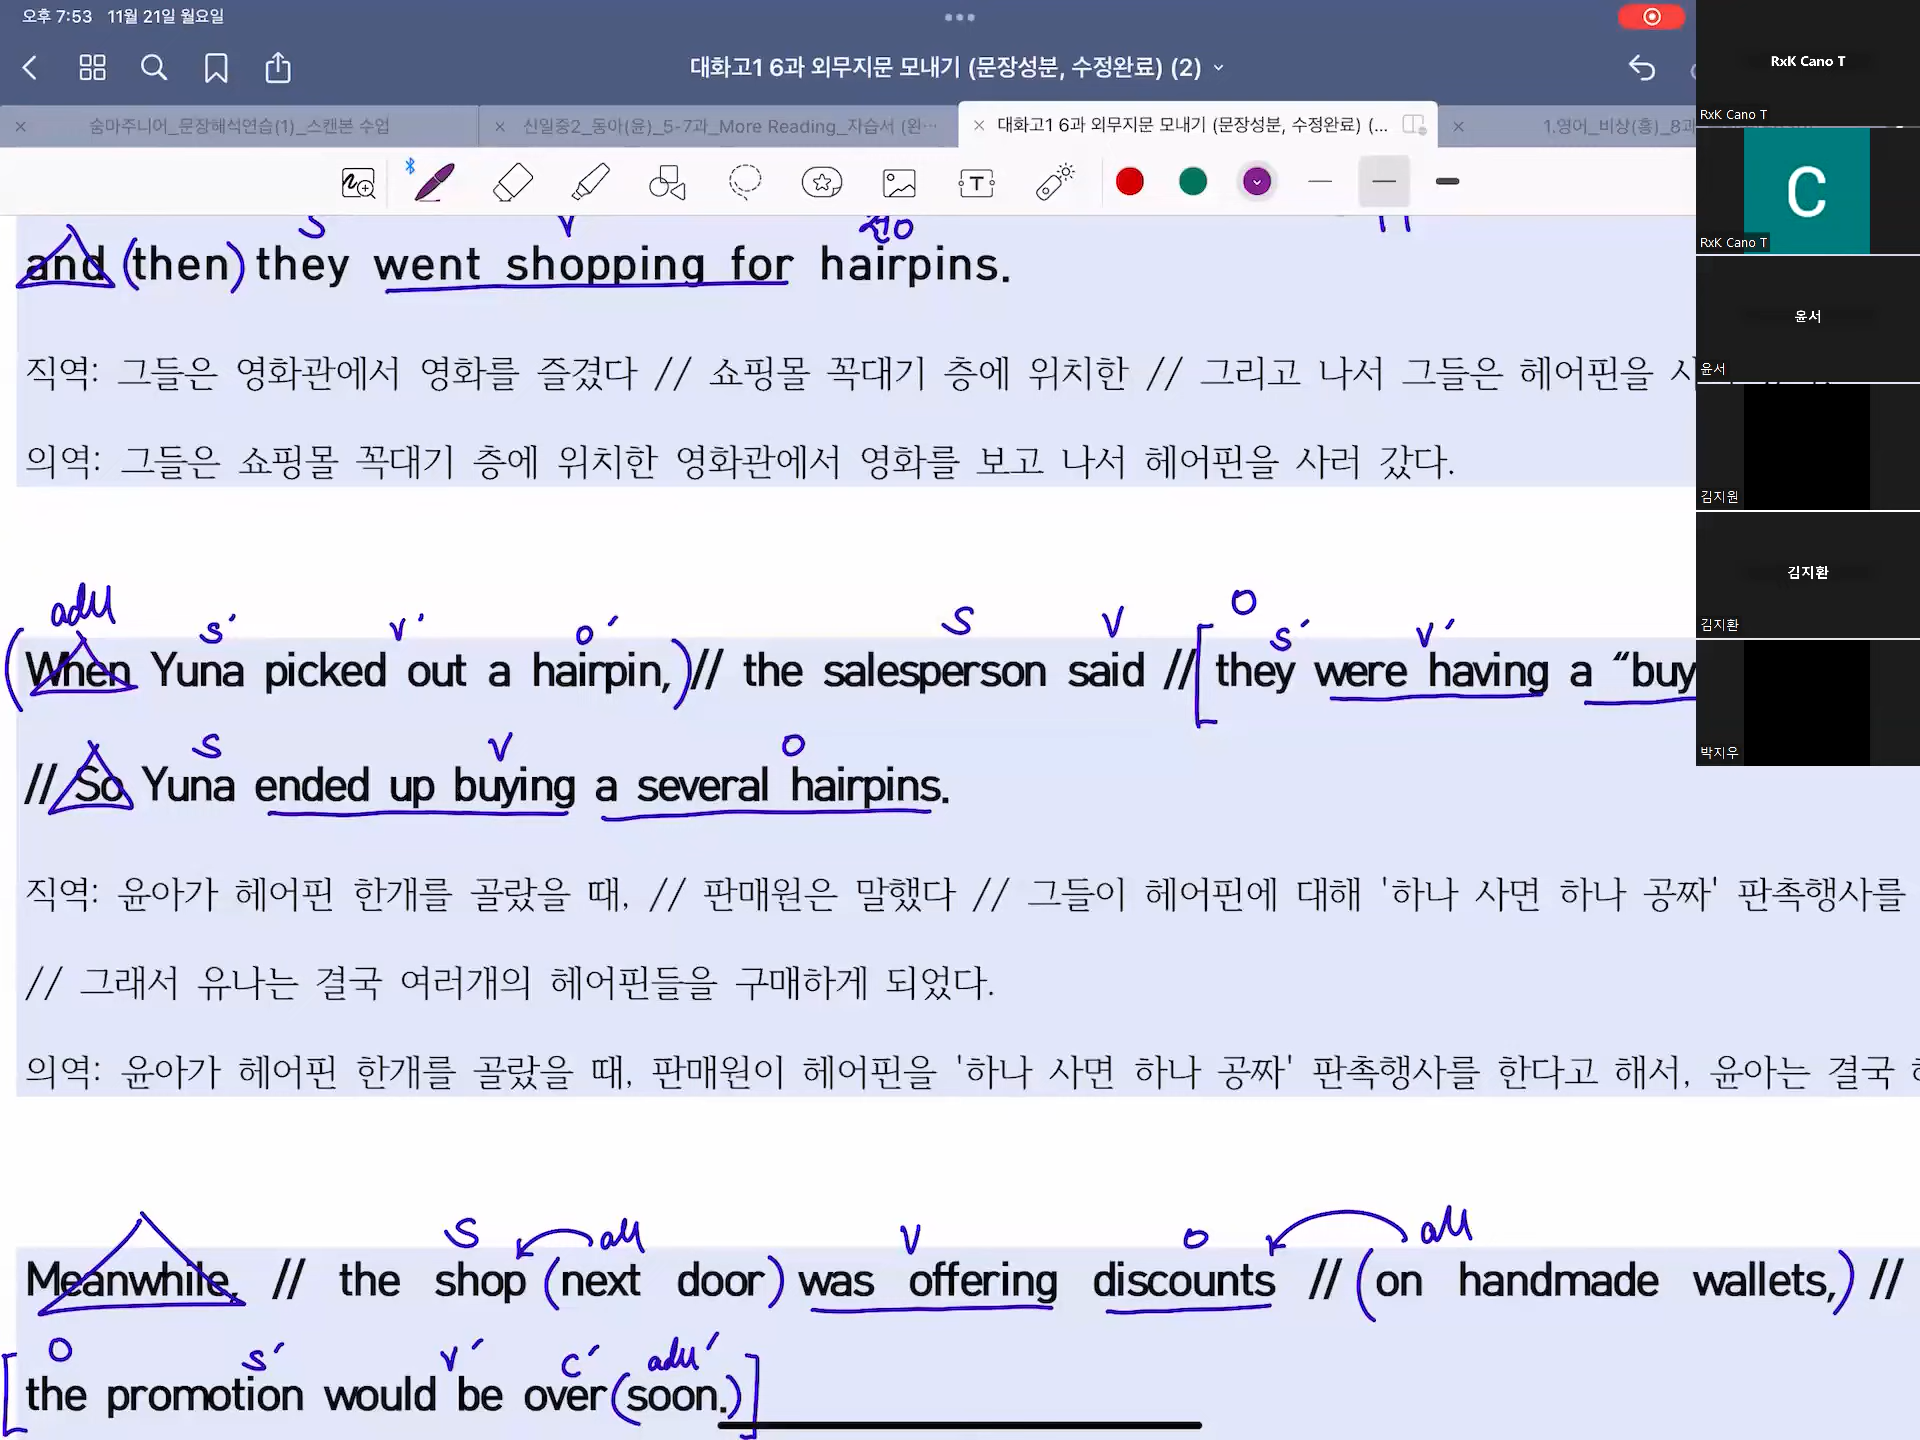 오후 7:53 11월 21일 월요일
대화고1 6과 외무지문 모내기 (문장성분, 수정완료) (2)
숨마주니어_문장해석연습(1)_스캔본 수업
신일중2_동아(윤)_5-7과_More Reading_자습서 (완…
대화고1 6과 외무지문 모내기 (문장성분, 수정완료) (…
1.영어_비상(홍)_8과
RxK Cano T
RxK Cano T
C
RxK Cano T
윤서
윤서
김지원
김지환
김지환
박지우
S V 전O
and (then) they went shopping for hairpins.
직역: 그들은 영화관에서 영화를 즐겼다 // 쇼핑몰 꼭대기 층에 위치한 // 그리고 나서 그들은 헤어핀을 사
의역: 그들은 쇼핑몰 꼭대기 층에 위치한 영화관에서 영화를 보고 나서 헤어핀을 사러 갔다.
adv S' V' O' S V O S' V'
(When Yuna picked out a hairpin,) // the salesperson said // [they were having a “buy
S V O
// So Yuna ended up buying a several hairpins.
직역: 윤아가 헤어핀 한개를 골랐을 때, // 판매원은 말했다 // 그들이 헤어핀에 대해 '하나 사면 하나 공짜' 판촉행사를
// 그래서 유나는 결국 여러개의 헤어핀들을 구매하게 되었다.
의역: 윤아가 헤어핀 한개를 골랐을 때, 판매원이 헤어핀을 '하나 사면 하나 공짜' 판촉행사를 한다고 해서, 윤아는 결국
S V O
Meanwhile, // the shop (next door) was offering discounts // (on handmade wallets,) //
O S' V' C' adv'
[the promotion would be over (soon.)]